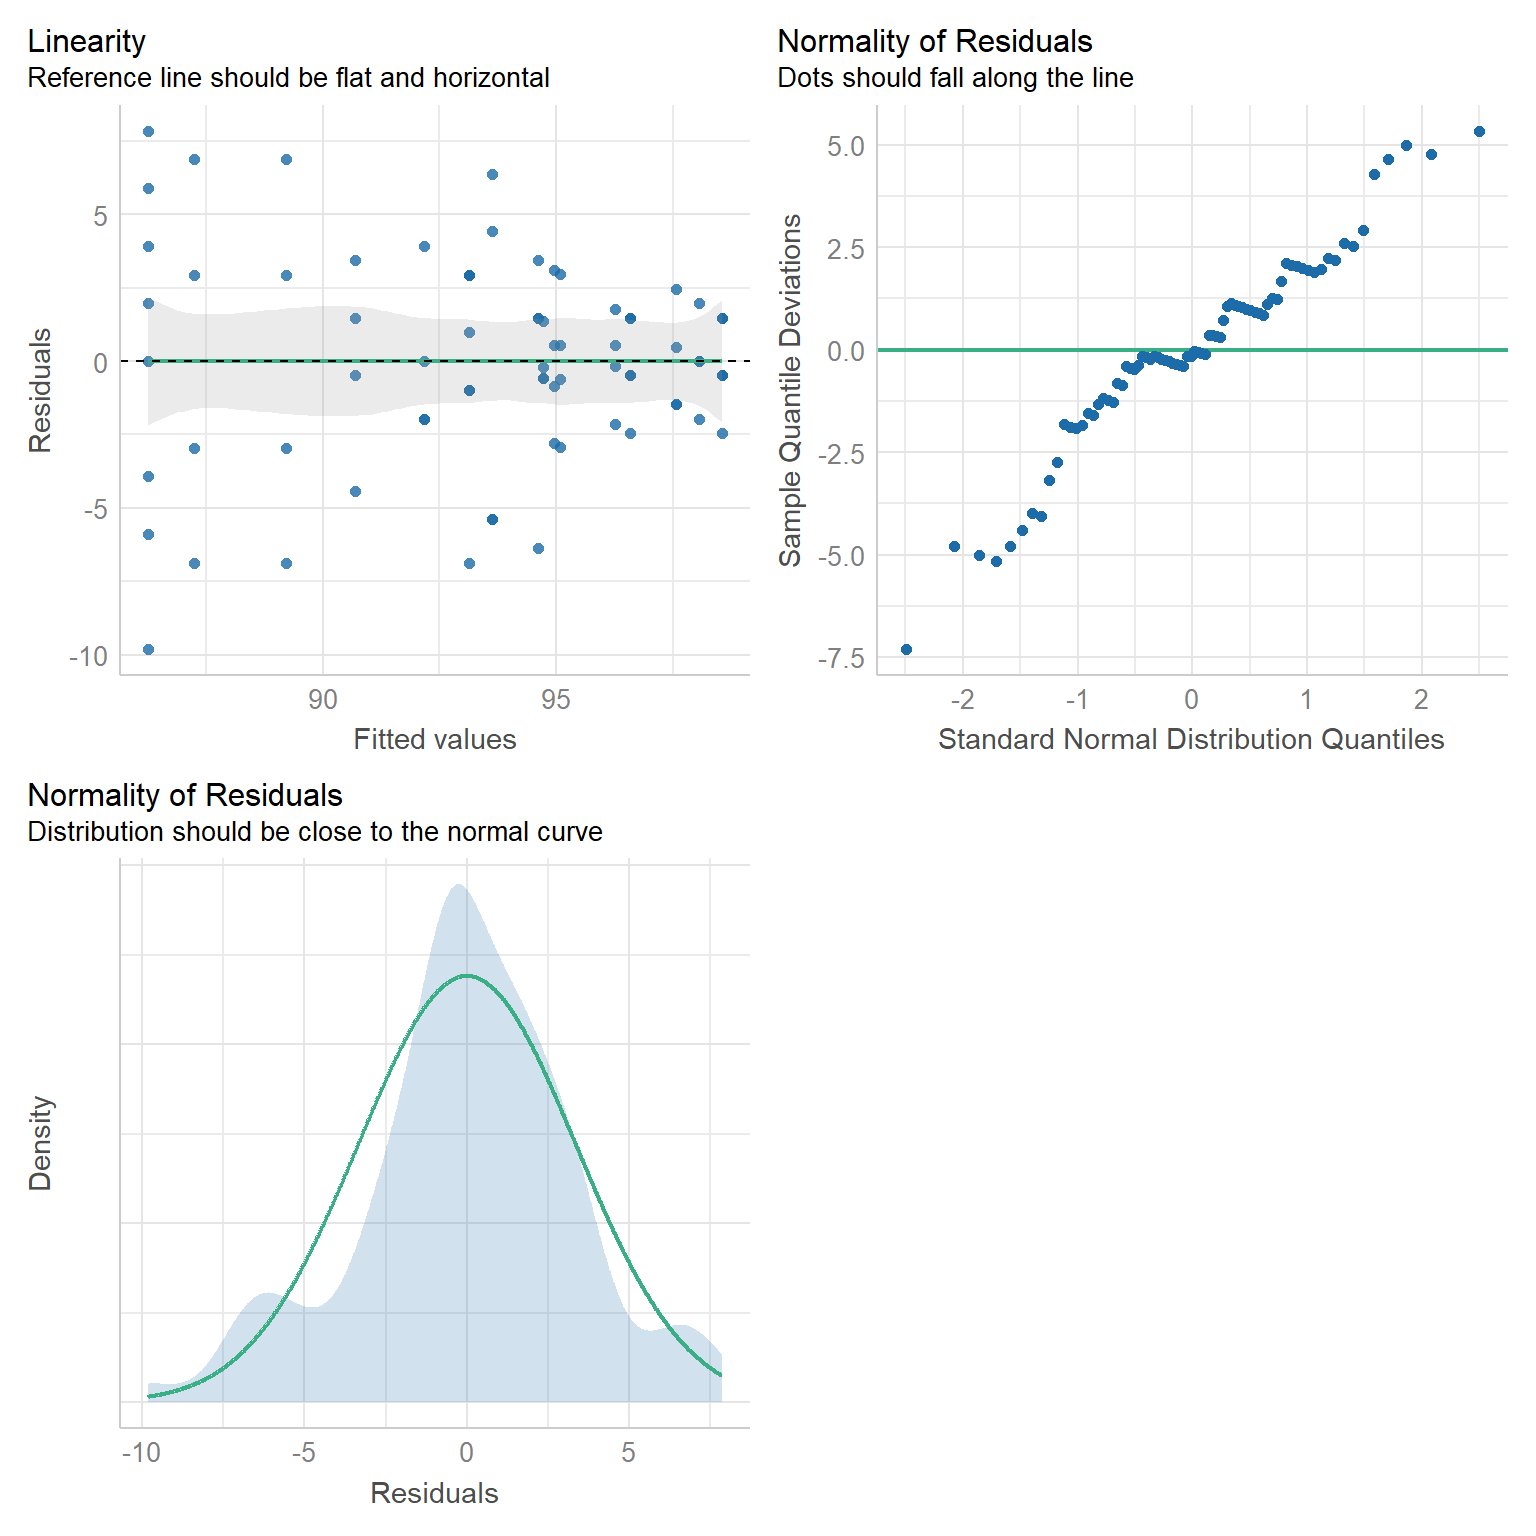 Linearity
Reference line should be flat and horizontal
5
0
-5
-10
Residuals
90
95
Fitted values
Normality of Residuals
Dots should fall along the line
5.0
2.5
0.0
-2.5
-5.0
-7.5
Sample Quantile Deviations
-2
-1
0
1
2
Standard Normal Distribution Quantiles
Normality of Residuals
Distribution should be close to the normal curve
Density
-10
-5
0
5
Residuals